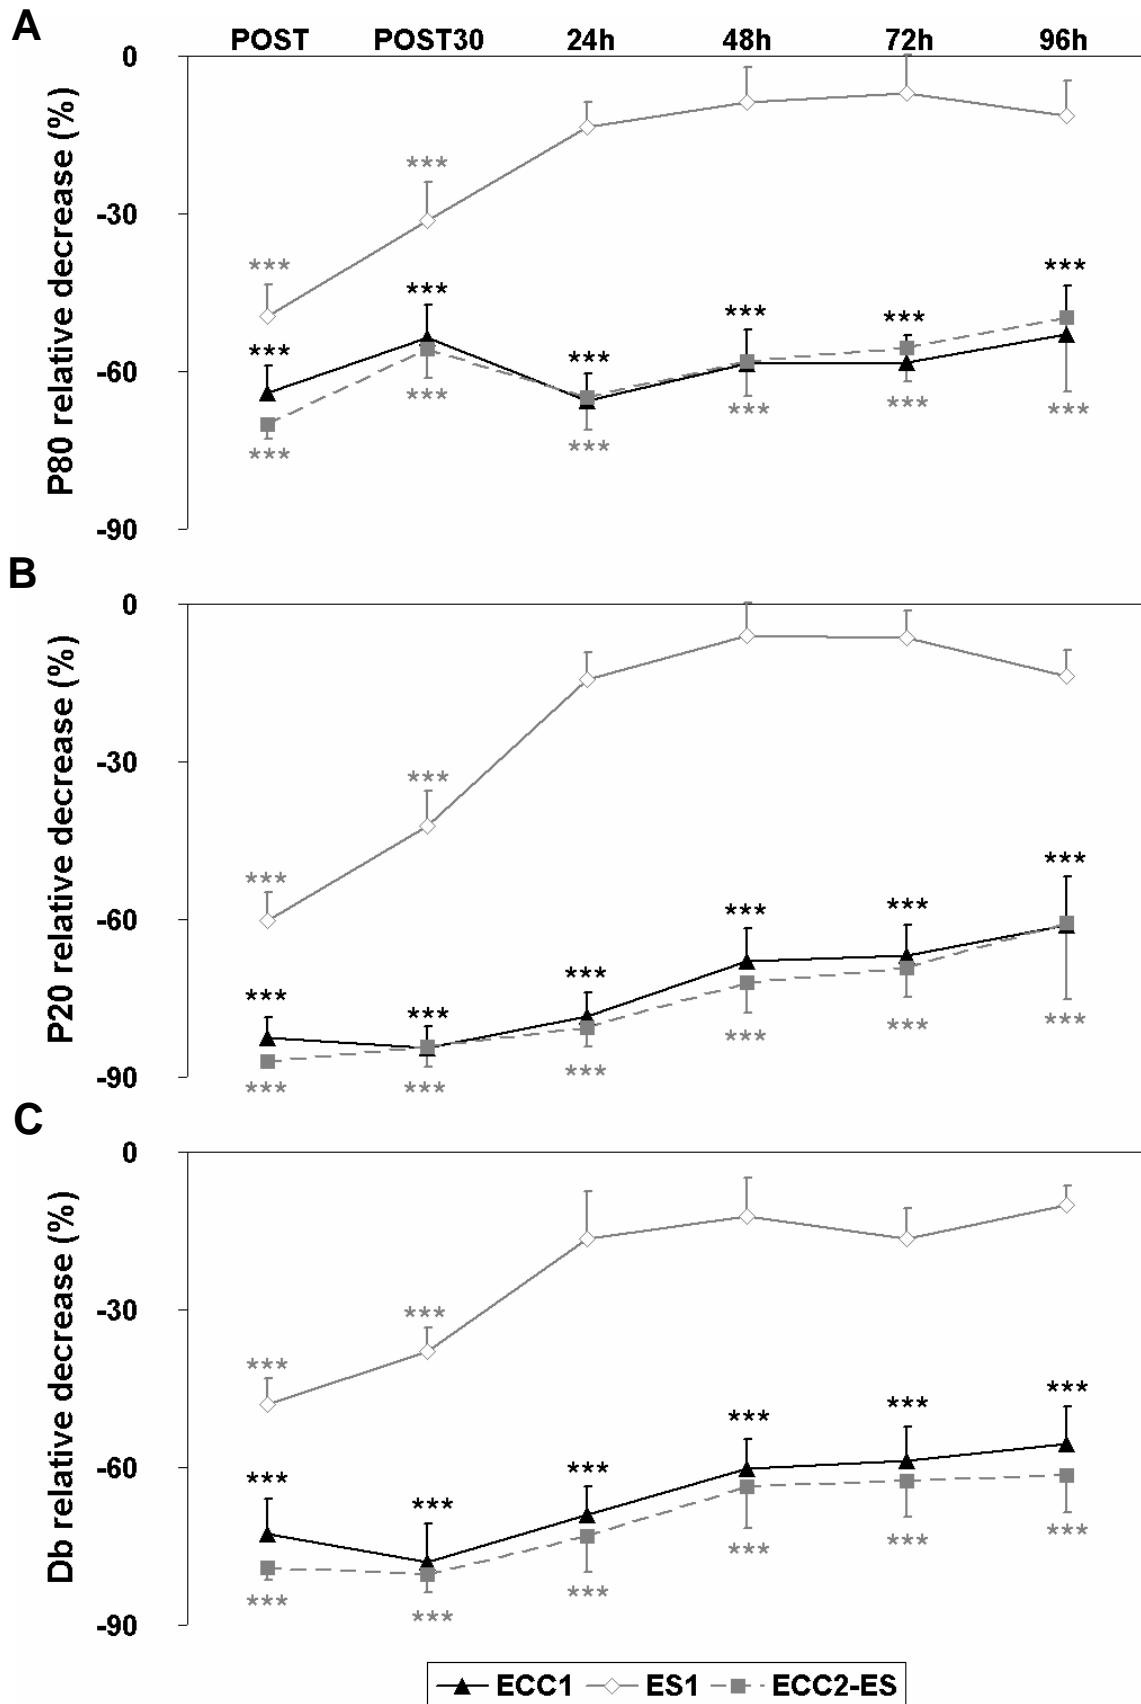 A
POST POST30 24h 48h 72h 96h
0
-30
-60
-90
P80 relative decrease (%)
*** *** *** *** *** *** *** ***
*** *** *** *** *** ***
B
0
-30
-60
-90
P20 relative decrease (%)
*** *** *** *** *** *** *** ***
*** *** *** *** *** ***
C
0
-30
-60
-90
Db relative decrease (%)
*** *** *** *** *** *** *** ***
*** *** *** *** *** ***
ECC1 ES1 ECC2-ES